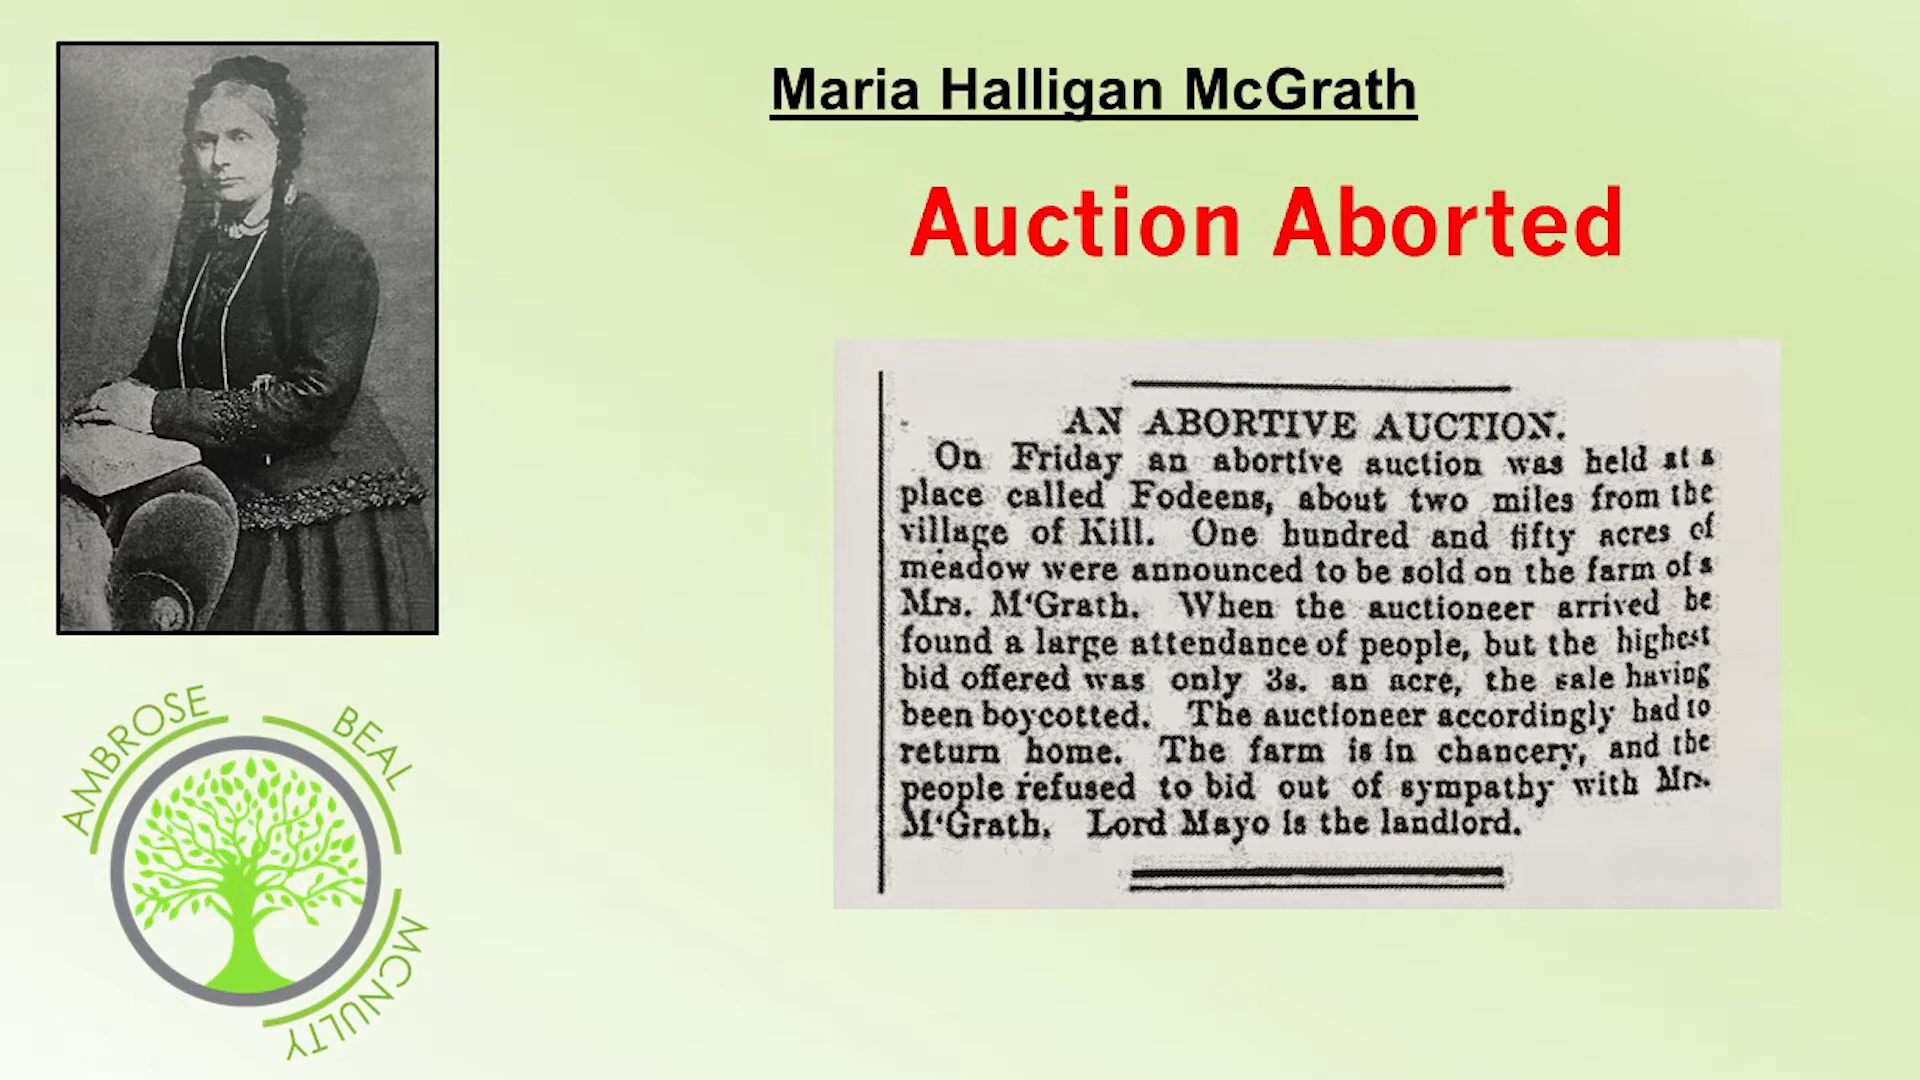 Maria Halligan McGrath
Auction Aborted
AN ABORTIVE AUCTION.
On Friday an abortive auction was held at a
place called Fodeens, about two miles from the
village of Kill. One hundred and fifty acres of
meadow were announced to be sold on the farm of a
Mrs. M‘Grath. When the auctioneer arrived he
found a large attendance of people, but the highest
bid offered was only 3s. an acre, the sale having
been boycotted. The auctioneer accordingly had to
return home. The farm is in chancery, and the
people refused to bid out of sympathy with Mrs.
M‘Grath. Lord Mayo is the landlord.
AMBROSE
BEAL
MCNULTY